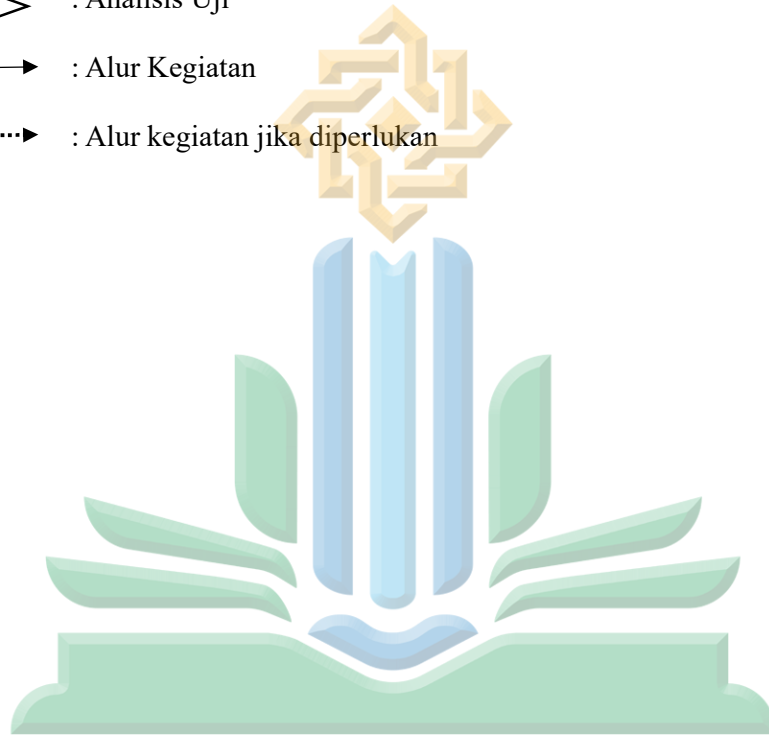 : Analisis Uji
: Alur Kegiatan
: Alur kegiatan jika diperlukan